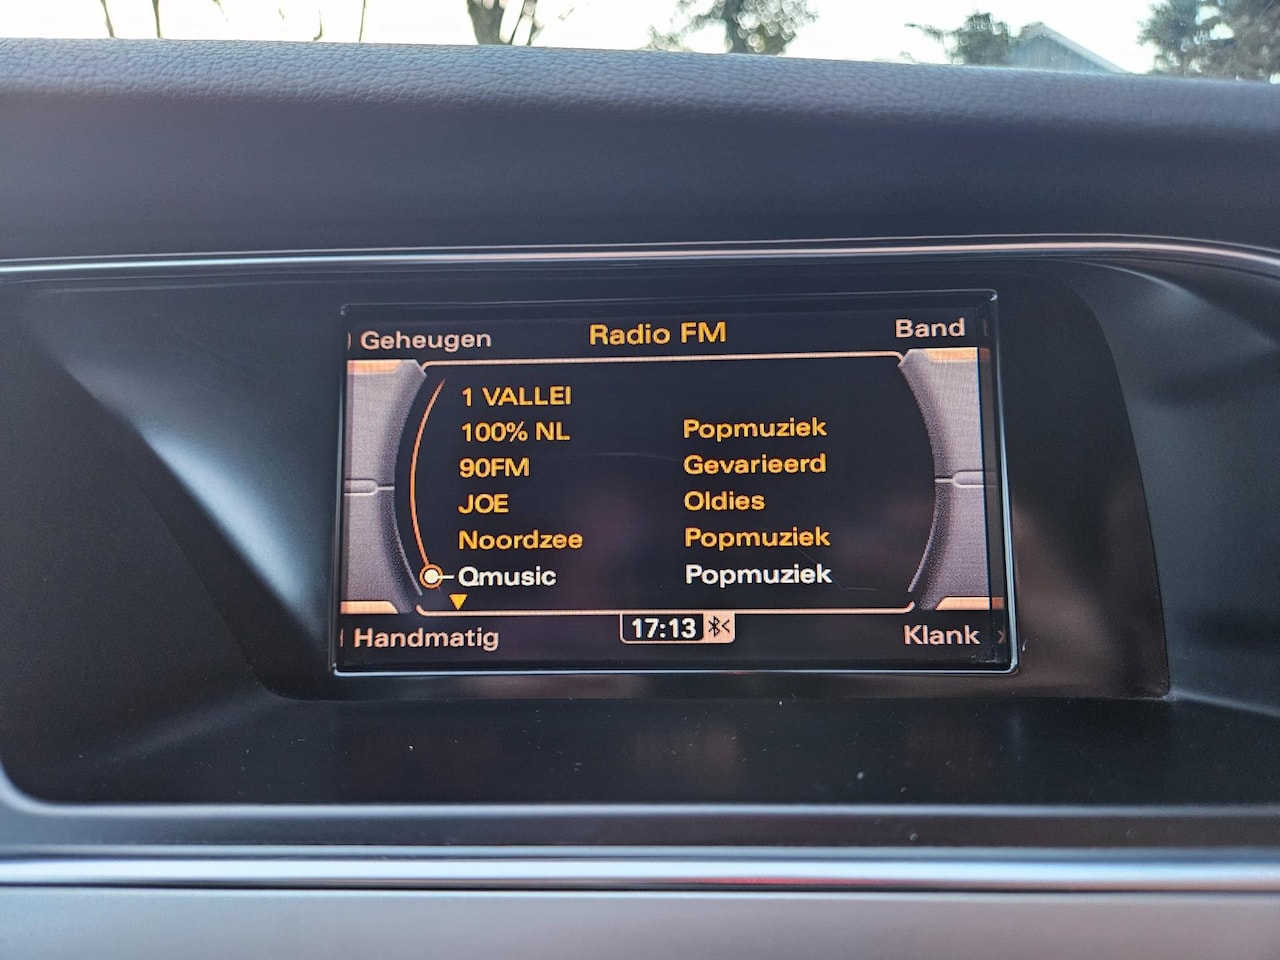 Geheugen Radio FM Band
1 VALLEI
100% NL Popmuziek
90FM Gevarieerd
JOE Oldies
Noordzee Popmuziek
Qmusic Popmuziek
Handmatig 17:13 Klank